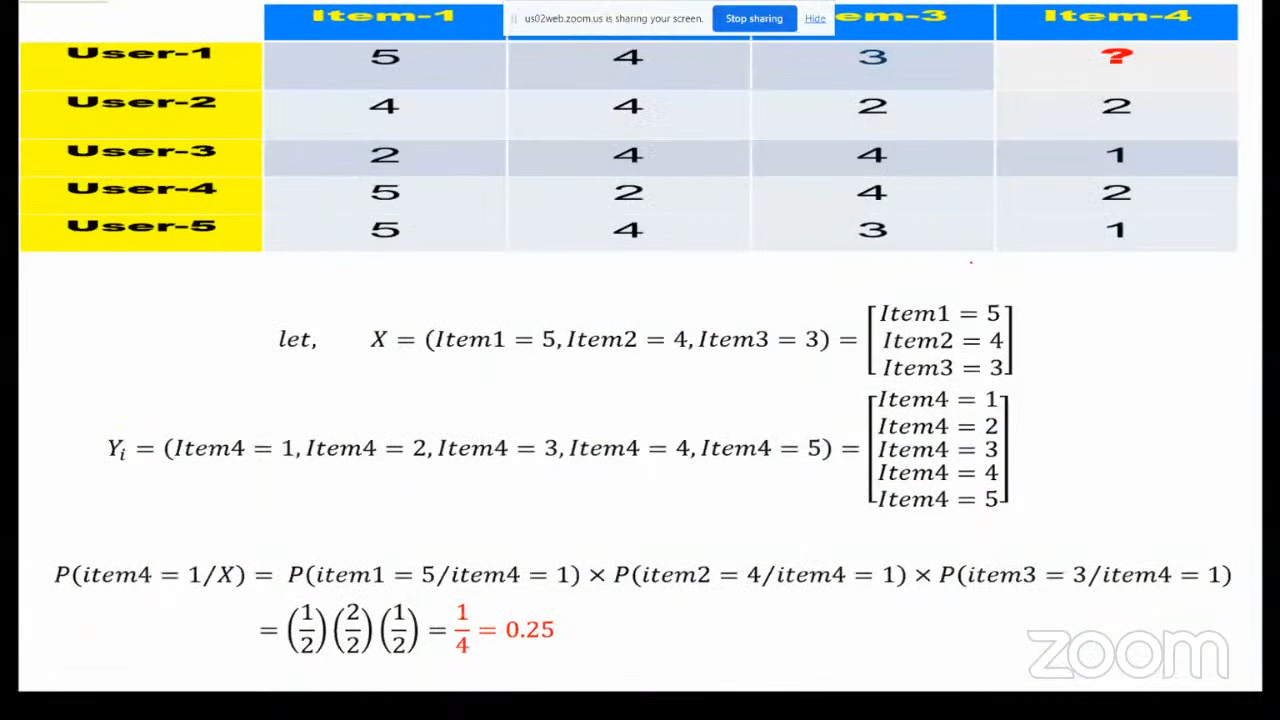 Item-1 em-3 Item-4
us02web.zoom.us is sharing your screen. Stop sharing Hide
User-1 5 4 3 ?
User-2 4 4 2 2
User-3 2 4 4 1
User-4 5 2 4 2
User-5 5 4 3 1
let, X = (Item1 = 5, Item2 = 4, Item3 = 3) = [Item1 = 5
Item2 = 4
Item3 = 3]
Y_i = (Item4 = 1, Item4 = 2, Item4 = 3, Item4 = 4, Item4 = 5) = [Item4 = 1
Item4 = 2
Item4 = 3
Item4 = 4
Item4 = 5]
P(item4 = 1/X) = P(item1 = 5/item4 = 1) × P(item2 = 4/item4 = 1) × P(item3 = 3/item4 = 1)
= (1/2)(2/2)(1/2) = 1/4 = 0.25
zoom